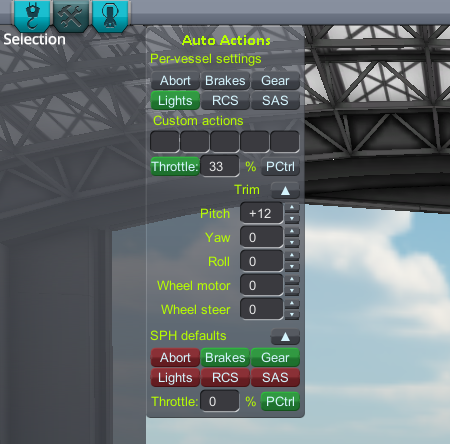 Selection
Auto Actions
Per-vessel settings
Abort Brakes Gear
Lights RCS SAS
Custom actions
Throttle: 33 % PCtrl
Trim ▲
Pitch +12
Yaw 0
Roll 0
Wheel motor 0
Wheel steer 0
SPH defaults ▲
Abort Brakes Gear
Lights RCS SAS
Throttle: 0 % PCtrl